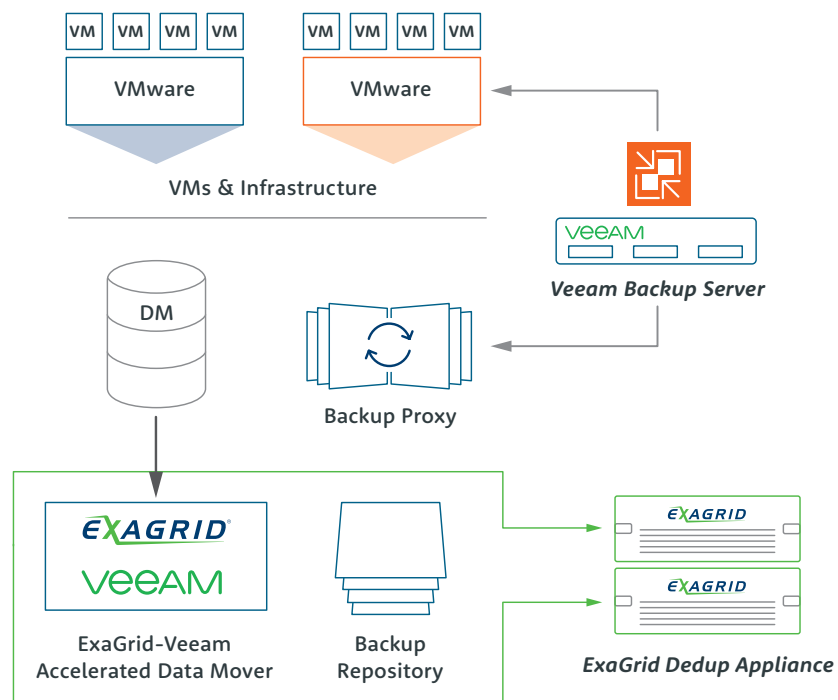 VM VM VM VM VM VM VM VM
VMware VMware
VMs & Infrastructure
veeAM
Veeam Backup Server
DM
Backup Proxy
EXAGRID®
veeAM
ExaGrid-Veeam
Accelerated Data Mover
Backup
Repository
EXAGRID
EXAGRID
ExaGrid Dedup Appliance